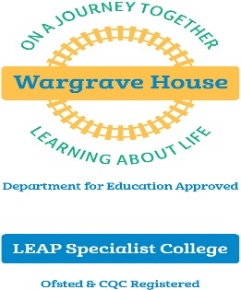 ON A JOURNEY TOGETHER
Wargrave House
LEARNING ABOUT LIFE
Department for Education Approved
LEAP Specialist College
Ofsted & CQC Registered